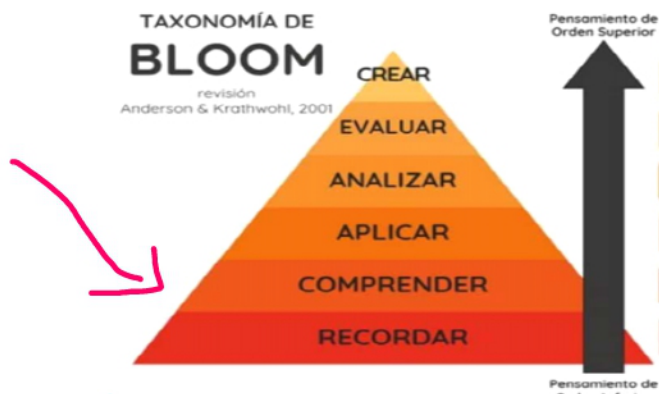 TAXONOMÍA DE
BLOOM
revisión
Anderson & Krathwohl, 2001
Pensamiento de
Orden Superior
CREAR
EVALUAR
ANALIZAR
APLICAR
COMPRENDER
RECORDAR
Pensamiento de